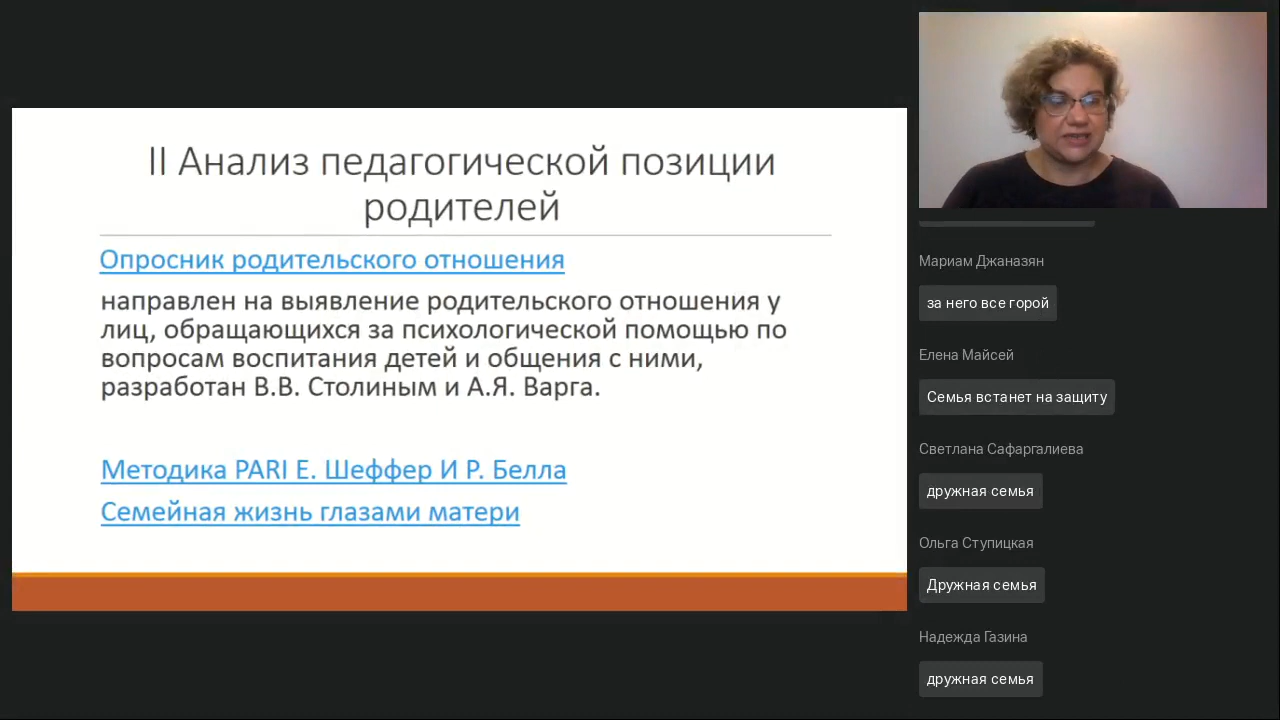 II Анализ педагогической позиции
родителей
Опросник родительского отношения
направлен на выявление родительского отношения у
лиц, обращающихся за психологической помощью по
вопросам воспитания детей и общения с ними,
разработан В.В. Столиным и А.Я. Варга.
Методика PARI Е. Шеффер И Р. Белла
Семейная жизнь глазами матери
Мариам Джаназян
за него все горой
Елена Майсей
Семья встанет на защиту
Светлана Сафаргалиева
дружная семья
Ольга Ступицкая
Дружная семья
Надежда Газина
дружная семья